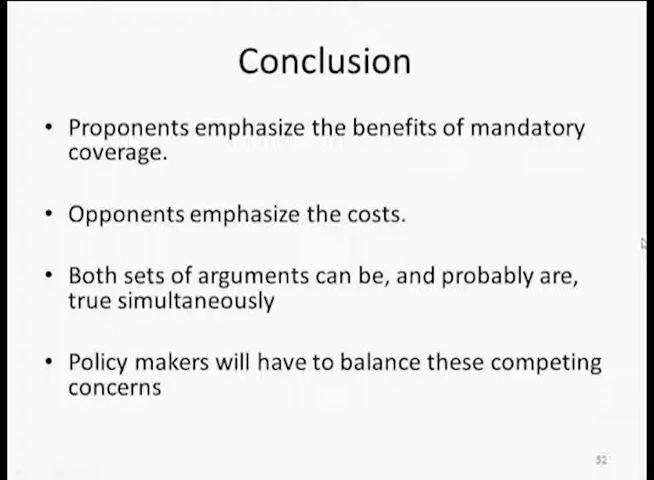 Conclusion
• Proponents emphasize the benefits of mandatory
coverage.
• Opponents emphasize the costs.
• Both sets of arguments can be, and probably are,
true simultaneously
• Policy makers will have to balance these competing
concerns
52